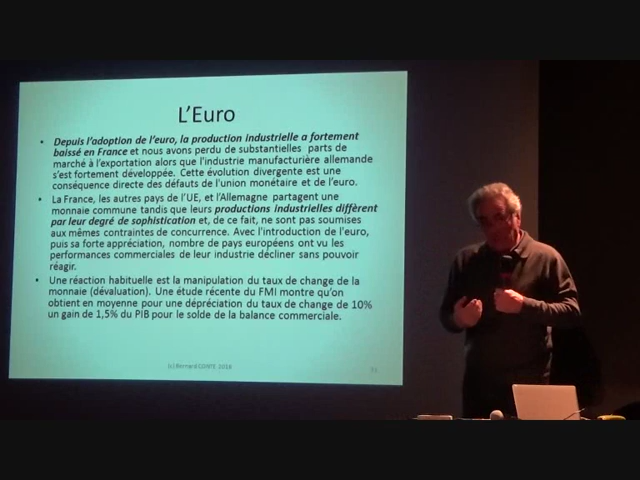 L'Euro
• Depuis l'adoption de l'euro, la production industrielle a fortement
baissé en France et nous avons perdu de substantielles parts de
marché à l'exportation alors que l'industrie manufacturière allemande
s'est fortement développée. Cette évolution divergente est une
conséquence directe des défauts de l'union monétaire et de l'euro.
• La France, les autres pays de l'UE, et l'Allemagne partagent une
monnaie commune tandis que leurs productions industrielles diffèrent
par leur degré de sophistication et, de ce fait, ne sont pas soumises
aux mêmes contraintes de concurrence. Avec l'introduction de l'euro,
puis sa forte appréciation, nombre de pays européens ont vu les
performances commerciales de leur industrie décliner sans pouvoir
réagir.
• Une réaction habituelle est la manipulation du taux de change de la
monnaie (dévaluation). Une étude récente du FMI montre qu'on
obtient en moyenne pour une dépréciation du taux de change de 10%
un gain de 1,5% du PIB pour le solde de la balance commerciale.
(c) Bernard CONTE 2016